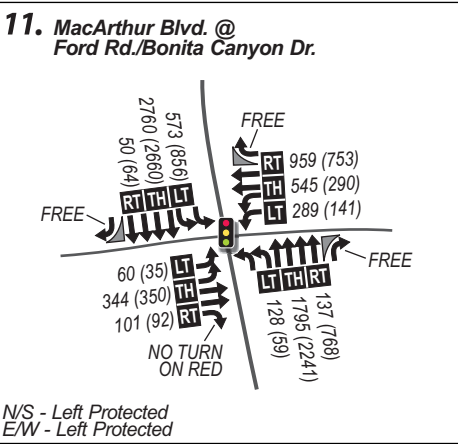 11. MacArthur Blvd. @
Ford Rd./Bonita Canyon Dr.
50 (64)
2760 (2660)
573 (856)
RT TH LT
FREE
FREE
RT 959 (753)
TH 545 (290)
LT 289 (141)
60 (35) LT
344 (350) TH
101 (92) RT
NO TURN
ON RED
FREE
LT TH RT
128 (59)
1795 (2241)
137 (768)
N/S - Left Protected
E/W - Left Protected